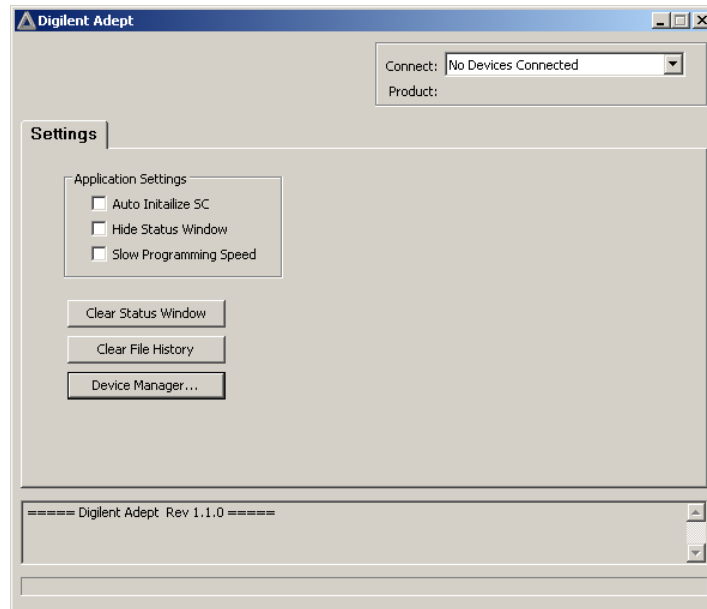 Digilent Adept
Connect: No Devices Connected
Product:
Settings
Application Settings
Auto Initailize SC
Hide Status Window
Slow Programming Speed
Clear Status Window
Clear File History
Device Manager...
===== Digilent Adept Rev 1.1.0 =====